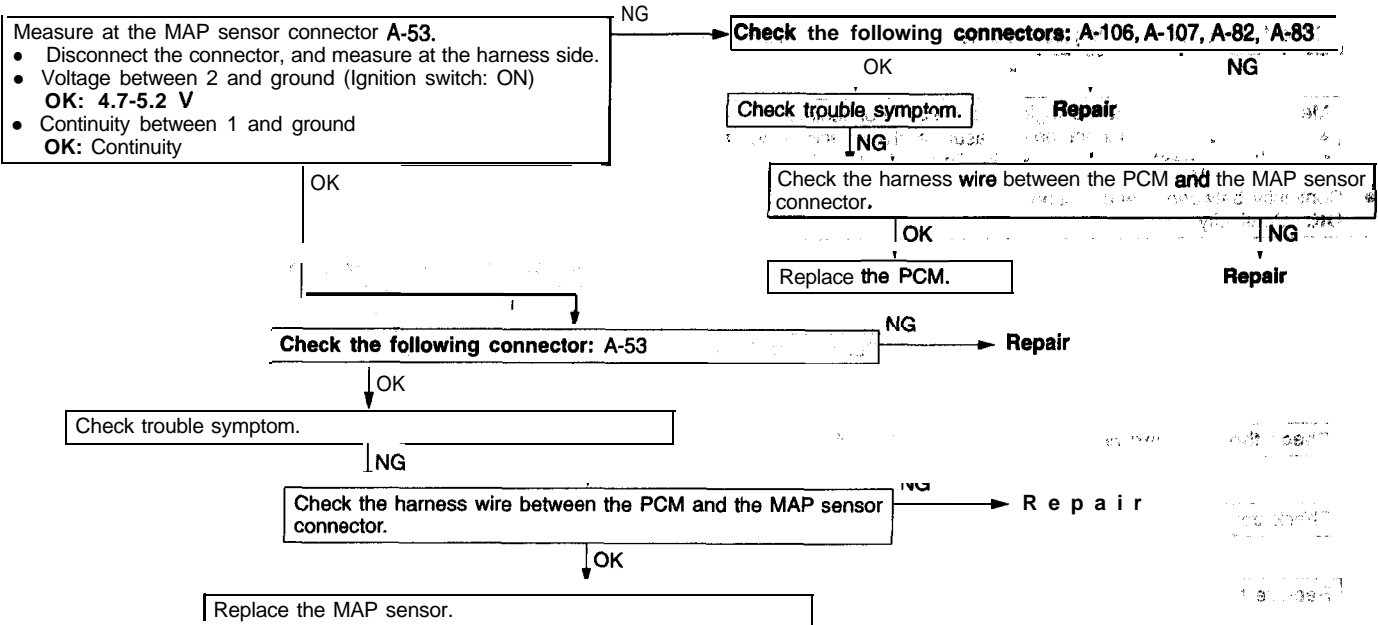 Measure at the MAP sensor connector A-53.
● Disconnect the connector, and measure at the harness side.
● Voltage between 2 and ground (Ignition switch: ON)
OK: 4.7-5.2 V
● Continuity between 1 and ground
OK: Continuity
NG
Check the following connectors: A-106, A-107, A-82, A-83
OK
NG
Check trouble symptom.
Repair
NG
Check the harness wire between the PCM and the MAP sensor
connector.
OK
NG
Replace the PCM.
Repair
OK
Check the following connector: A-53
NG
Repair
OK
Check trouble symptom.
NG
Check the harness wire between the PCM and the MAP sensor
connector.
NG
Repair
OK
Replace the MAP sensor.